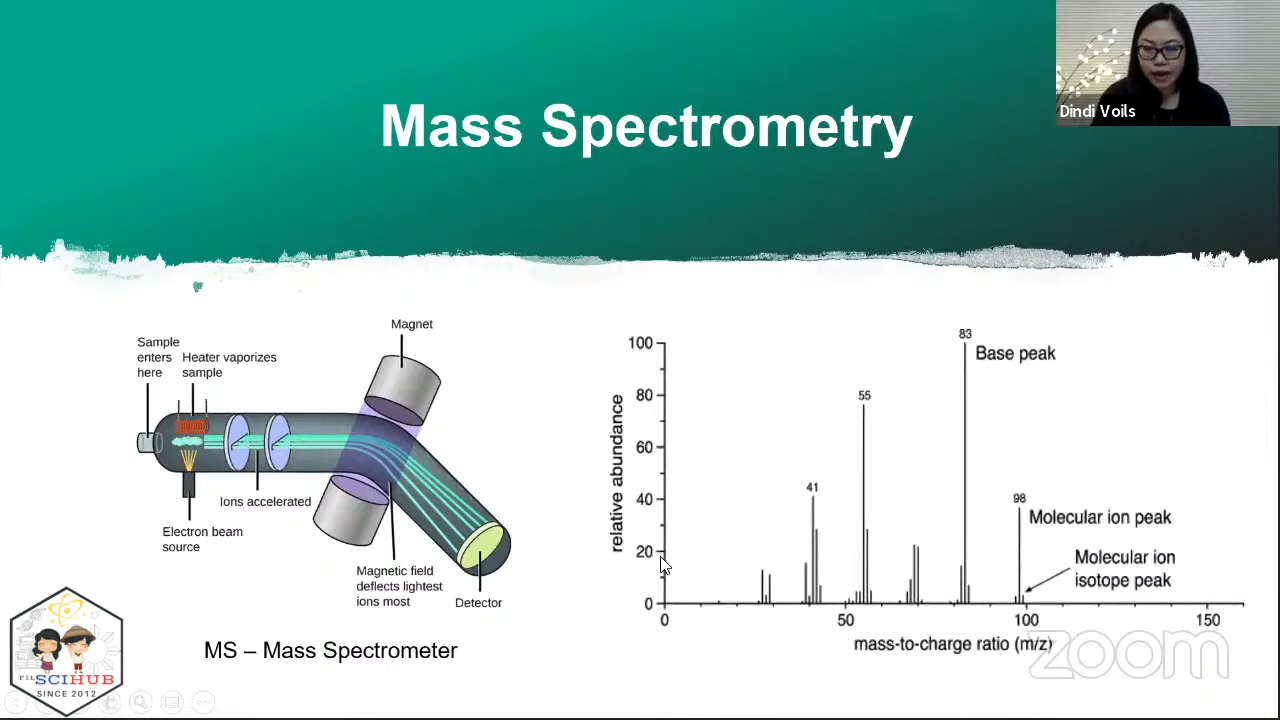 Dindi Voils
Mass Spectrometry
Magnet
Sample
enters
here
Heater vaporizes
sample
Ions accelerated
Electron beam
source
Magnetic field
deflects lightest
ions most
Detector
MS – Mass Spectrometer
100
80
60
40
20
0
relative abundance
41
55
83
Base peak
98
Molecular ion peak
Molecular ion
isotope peak
0
50
100
150
mass-to-charge ratio (m/z)
zoom
FILSCIHUB
SINCE 2012